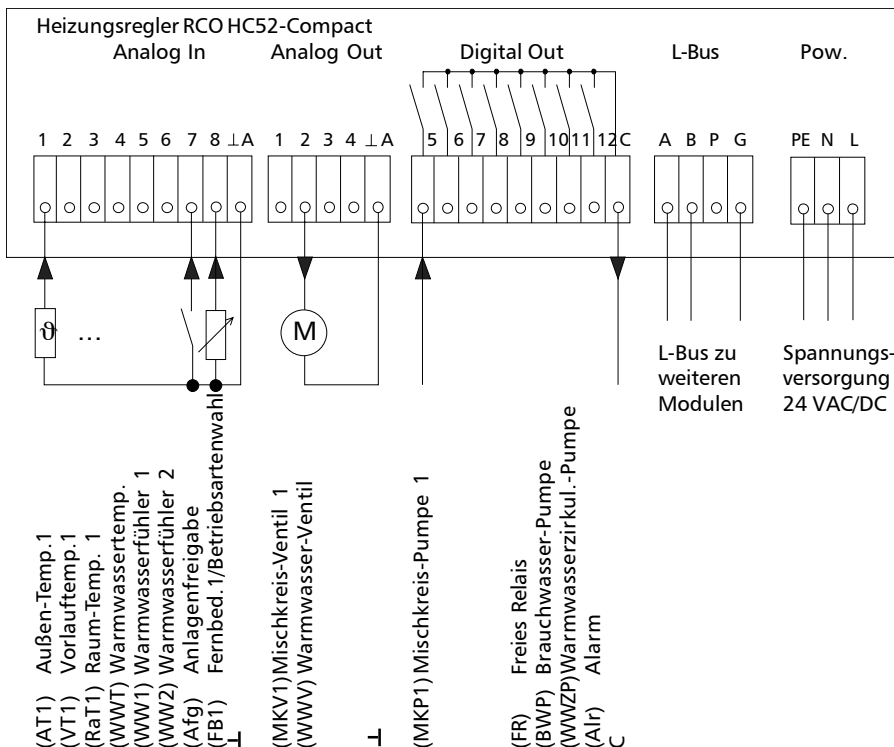 Heizungsregler RCO HC52-Compact
Analog In Analog Out Digital Out L-Bus Pow.
1 2 3 4 5 6 7 8 ⊥ A 1 2 3 4 ⊥ A 5 6 7 8 9 10 11 12 C A B P G PE N L
ϑ ... M
L-Bus zu
weiteren
Modulen
Spannungs-
versorgung
24 VAC/DC
(AT1) Außen-Temp.1
(VT1) Vorlauftemp.1
(RaT1) Raum-Temp. 1
(WWT) Warmwassertemp.
(WW1) Warmwasserfühler 1
(WW2) Warmwasserfühler 2
(Afg) Anlagenfreigabe
(FB1) Fernbed.1/Betriebsartenwahl
⊥
(MKV1) Mischkreis-Ventil 1
(WWV) Warmwasser-Ventil
⊥
(MKP1) Mischkreis-Pumpe 1
(FR) Freies Relais
(BWP) Brauchwasser-Pumpe
(WWZP) Warmwasserzirkul.-Pumpe
(Alr) Alarm
C